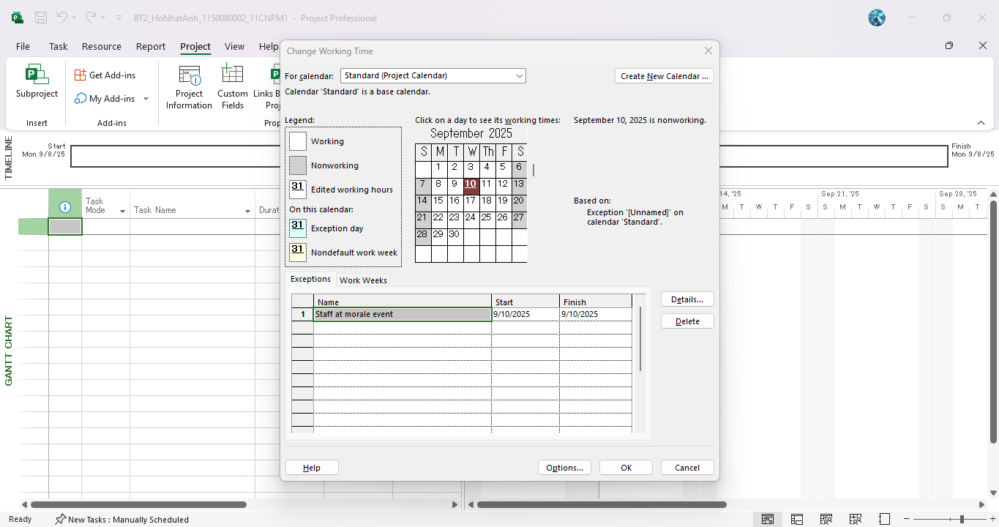 BT2_HoNhatAnh_1150080002_11CNPM1 - Project Professional
File Task Resource Report Project View Help
Subproject
Get Add-ins
My Add-ins
Project Information
Custom Fields
Insert
Add-ins
TIMELINE
Start
Mon 9/8/25
Finish
Mon 9/8/25
GANTT CHART
Task Mode
Task Name
14, '25
Sep 21, '25
Sep 28, '25
M T W T F S S M T W T F S S M T
Change Working Time
For calendar: Standard (Project Calendar)
Create New Calendar ...
Calendar 'Standard' is a base calendar.
Legend:
Working
Nonworking
31 Edited working hours
On this calendar:
31 Exception day
31 Nondefault work week
Click on a day to see its working times:
September 2025
S M T W Th F S
1 2 3 4 5 6
7 8 9 10 11 12 13
14 15 16 17 18 19 20
21 22 23 24 25 26 27
28 29 30
September 10, 2025 is nonworking.
Based on:
Exception '[Unnamed]' on
calendar 'Standard'.
Exceptions Work Weeks
Name Start Finish
1 Staff at morale event 9/10/2025 9/10/2025
Details...
Delete
Help
Options...
OK
Cancel
Ready
New Tasks : Manually Scheduled